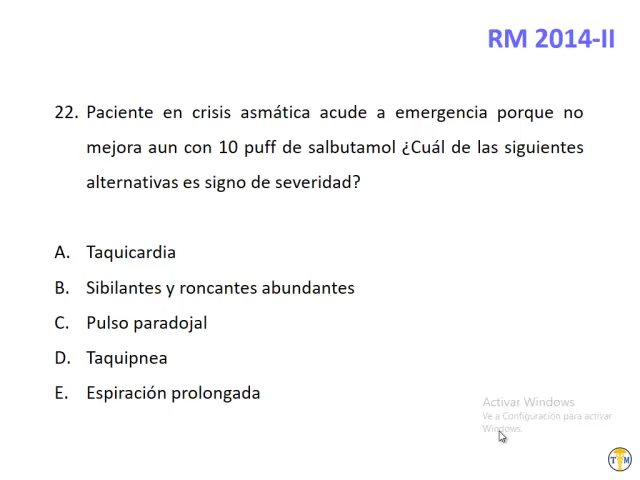 RM 2014-II
22. Paciente en crisis asmática acude a emergencia porque no
mejora aun con 10 puff de salbutamol ¿Cuál de las siguientes
alternativas es signo de severidad?
A. Taquicardia
B. Sibilantes y roncantes abundantes
C. Pulso paradojal
D. Taquipnea
E. Espiración prolongada
Activar Windows
Ve a Configuración para activar
Windows.
T M